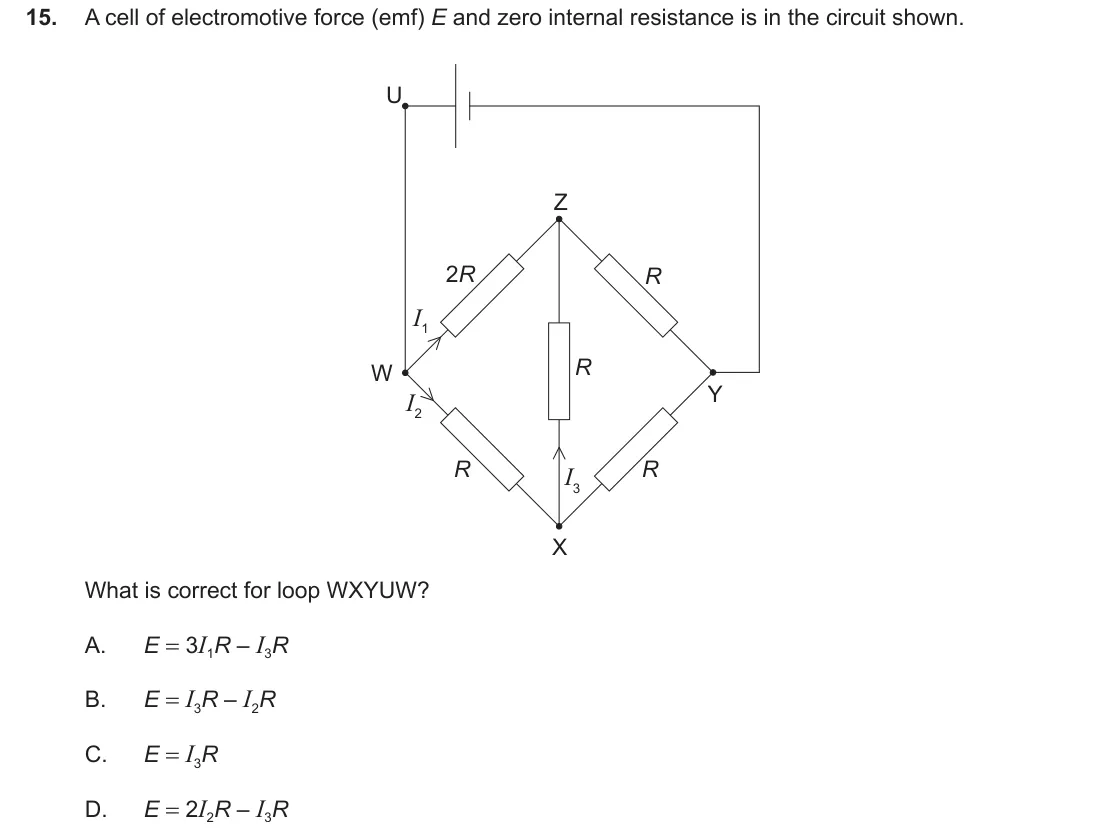 15. A cell of electromotive force (emf) E and zero internal resistance is in the circuit shown.
U
Z
2R
R
I₁
W
R
Y
I₂
R
I₃
R
X
What is correct for loop WXYUW?
A. E = 3I₁R – I₃R
B. E = I₃R – I₂R
C. E = I₃R
D. E = 2I₂R – I₃R